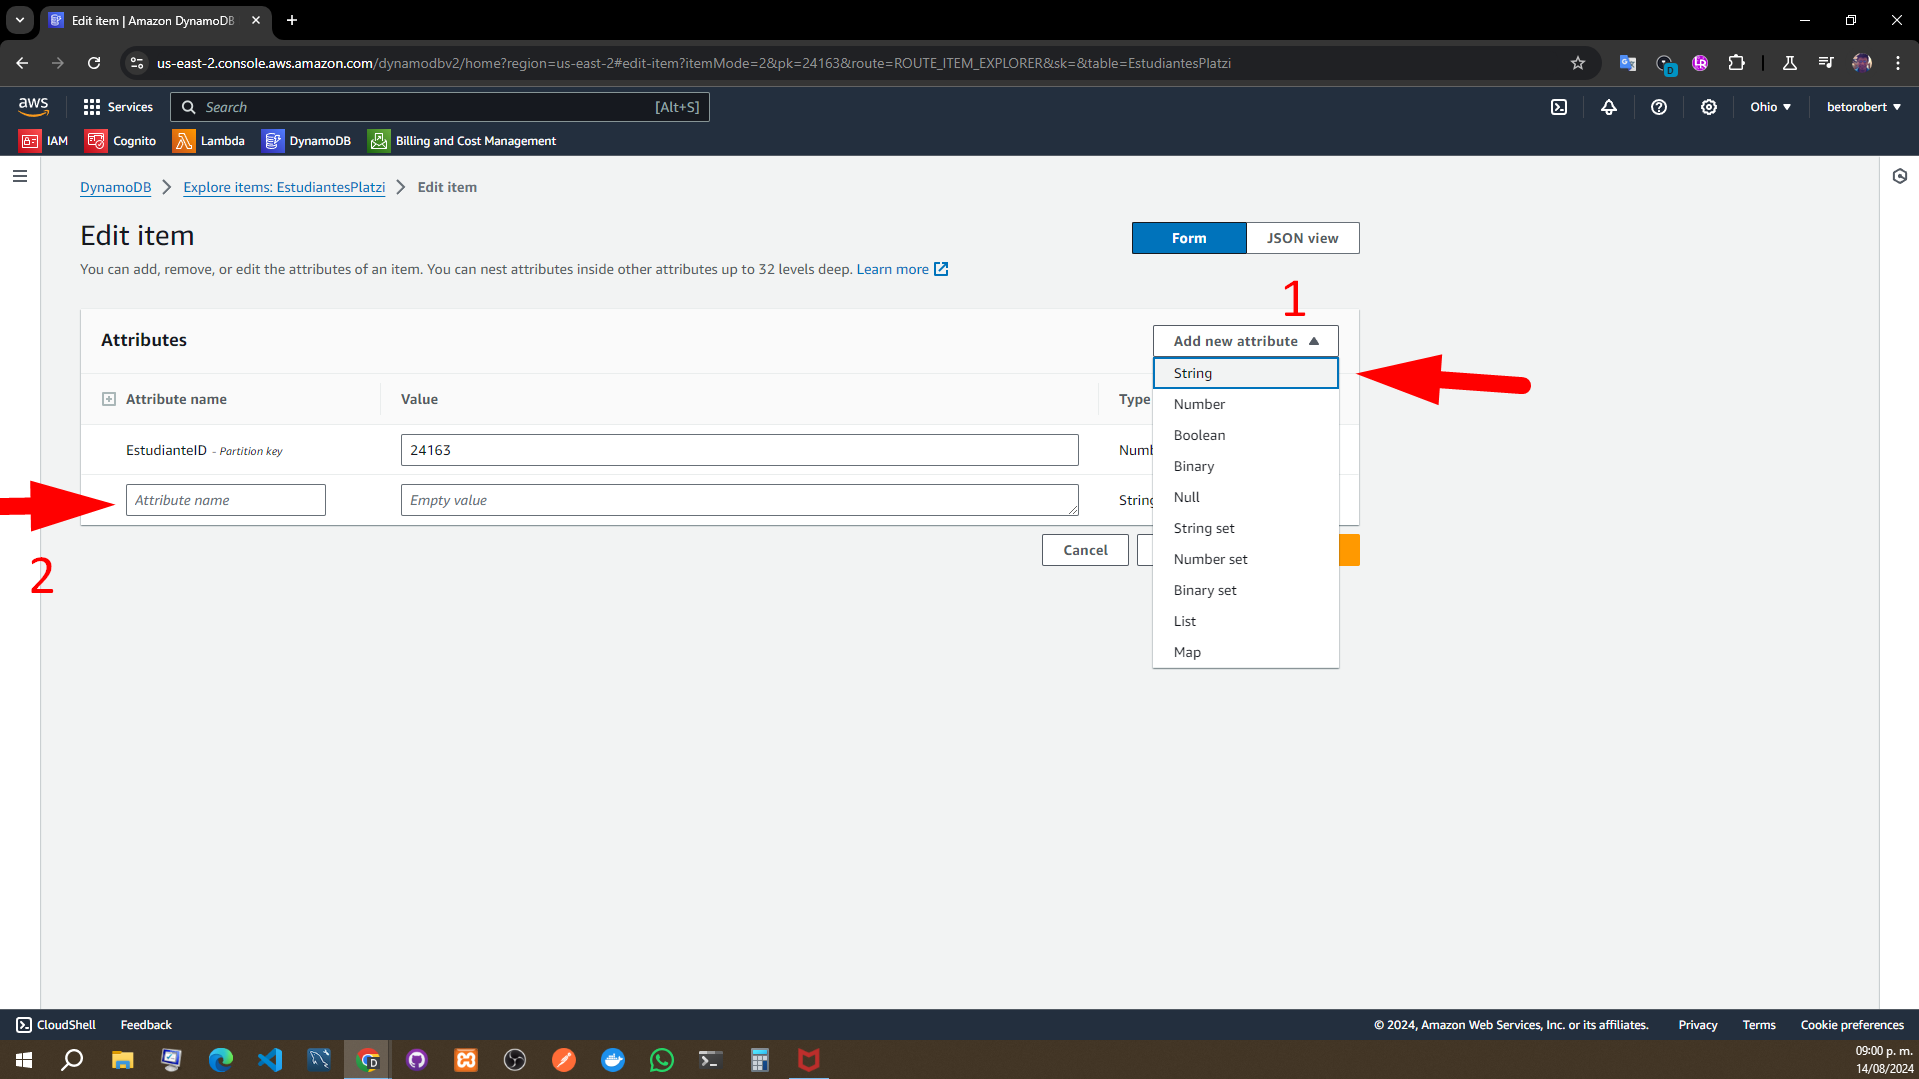 Edit item | Amazon DynamoDB
us-east-2.console.aws.amazon.com/dynamodbv2/home?region=us-east-2#edit-item?itemMode=2&pk=24163&route=ROUTE_ITEM_EXPLORER&sk=&table=EstudiantesPlatzi
aws Services Search [Alt+S] Ohio betorobert
IAM Cognito Lambda DynamoDB Billing and Cost Management
DynamoDB Explore items: EstudiantesPlatzi Edit item
Edit item
Form JSON view
You can add, remove, or edit the attributes of an item. You can nest attributes inside other attributes up to 32 levels deep. Learn more
1
Attributes
Add new attribute
String
Number
Boolean
Binary
Null
String set
Number set
Binary set
List
Map
Attribute name Value Type
EstudianteID - Partition key 24163 Numb
Attribute name Empty value String
2
Cancel
CloudShell Feedback © 2024, Amazon Web Services, Inc. or its affiliates. Privacy Terms Cookie preferences
09:00 p. m.
14/08/2024